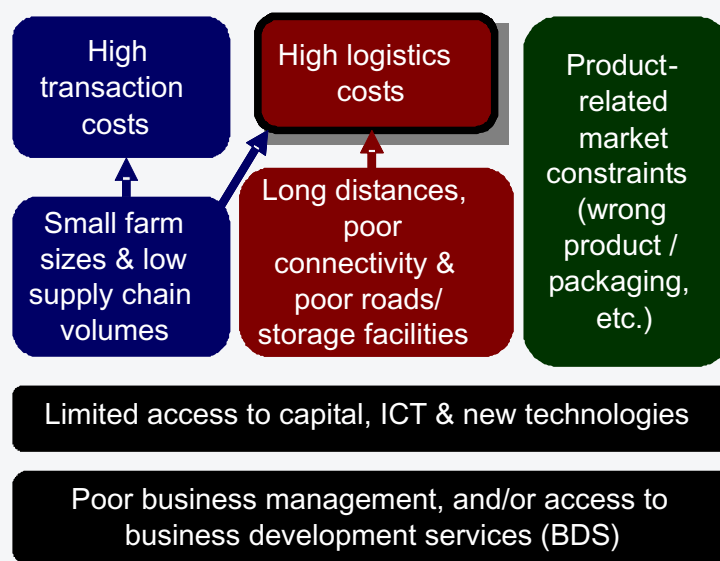 High
transaction
costs
High logistics
costs
Product-
related
market
constraints
(wrong
product /
packaging,
etc.)
Small farm
sizes & low
supply chain
volumes
Long distances,
poor
connectivity &
poor roads/
storage facilities
Limited access to capital, ICT & new technologies
Poor business management, and/or access to
business development services (BDS)